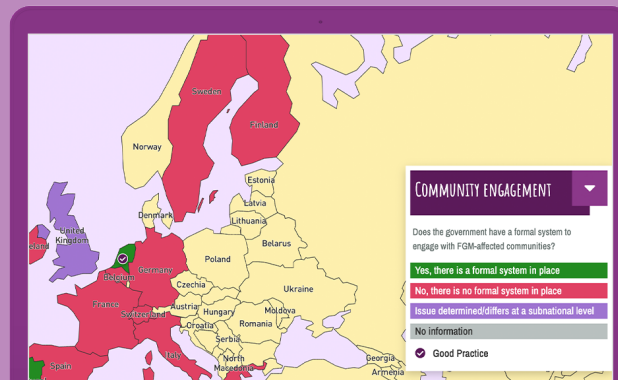 Sweden
Finland
Norway
Estonia
Latvia
Denmark
Lithuania
United
Kingdom
Belarus
Poland
Belgium
Germany
Czechia
Ukraine
France
Austria
Moldova
Switzerland
Hungary
Croatia
Romania
Serbia
Italy
North
Macedonia
Georgia
Spain
Armenia
COMMUNITY ENGAGEMENT
Does the government have a formal system to
engage with FGM-affected communities?
Yes, there is a formal system in place
No, there is no formal system in place
Issue determined/differs at a subnational level
No information
Good Practice